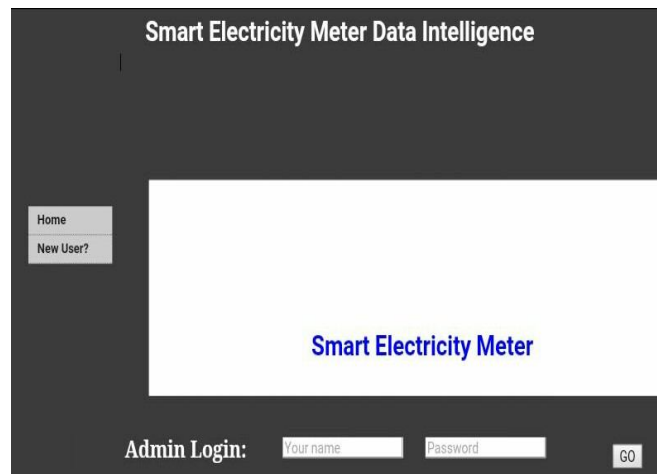 Smart Electricity Meter Data Intelligence
Home
New User?
Smart Electricity Meter
Admin Login: Your name Password GO